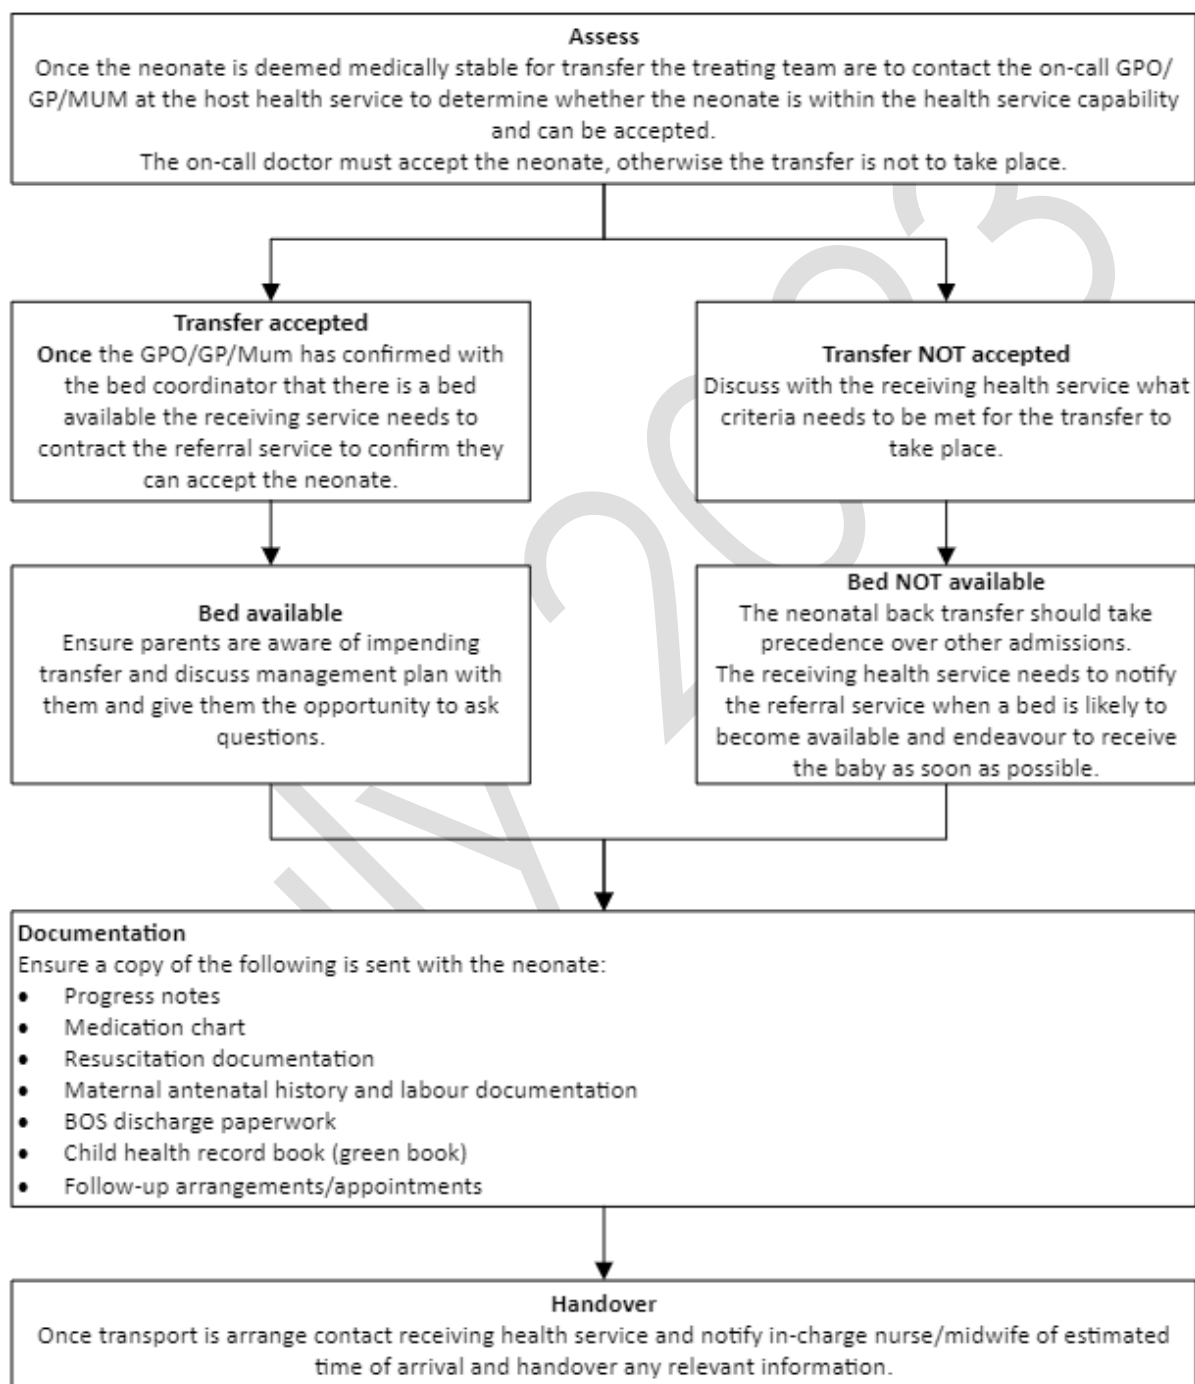 Assess
Once the neonate is deemed medically stable for transfer the treating team are to contact the on-call GPO/
GP/MUM at the host health service to determine whether the neonate is within the health service capability
and can be accepted.
The on-call doctor must accept the neonate, otherwise the transfer is not to take place.
Transfer accepted
Once the GPO/GP/Mum has confirmed with
the bed coordinator that there is a bed
available the receiving service needs to
contract the referral service to confirm they
can accept the neonate.
Transfer NOT accepted
Discuss with the receiving health service what
criteria needs to be met for the transfer to
take place.
Bed available
Ensure parents are aware of impending
transfer and discuss management plan with
them and give them the opportunity to ask
questions.
Bed NOT available
The neonatal back transfer should take
precedence over other admissions.
The receiving health service needs to notify
the referral service when a bed is likely to
become available and endeavour to receive
the baby as soon as possible.
Documentation
Ensure a copy of the following is sent with the neonate:
• Progress notes
• Medication chart
• Resuscitation documentation
• Maternal antenatal history and labour documentation
• BOS discharge paperwork
• Child health record book (green book)
• Follow-up arrangements/appointments
Handover
Once transport is arrange contact receiving health service and notify in-charge nurse/midwife of estimated
time of arrival and handover any relevant information.